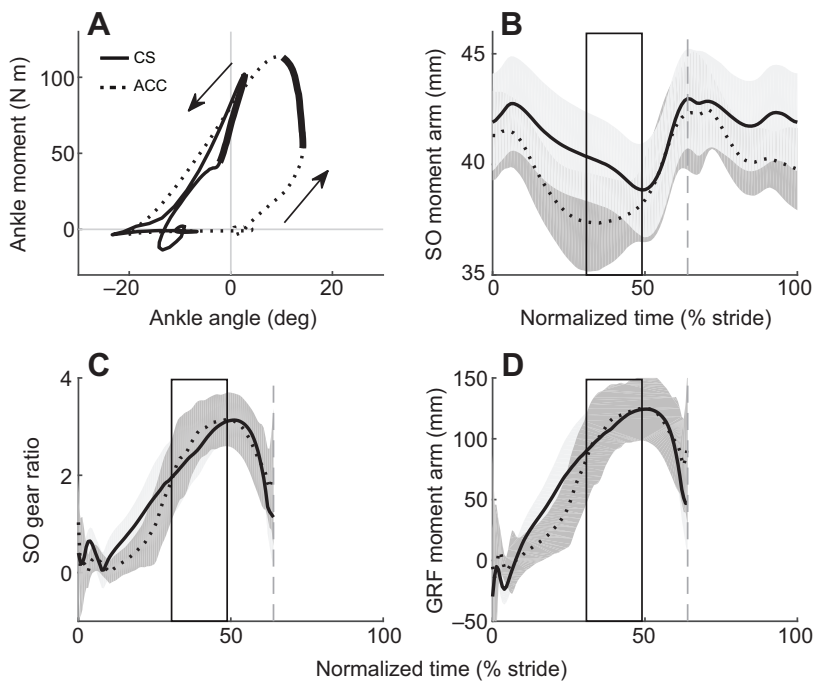 A
B
CS
ACC
Ankle moment (N m)
100
50
0
–20
0
20
Ankle angle (deg)
SO moment arm (mm)
45
40
35
0
50
100
Normalized time (% stride)
C
D
SO gear ratio
4
2
0
0
50
100
GRF moment arm (mm)
150
100
50
0
–50
0
50
100
Normalized time (% stride)